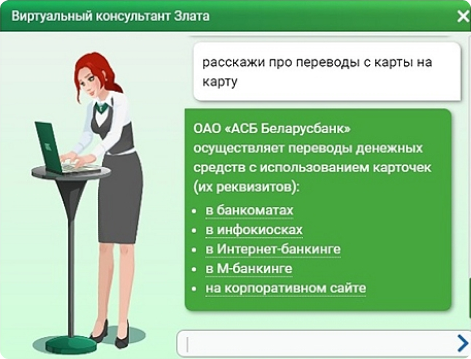 Виртуальный консультант Злата
расскажи про переводы с карты на
карту
ОАО «АСБ Беларусбанк»
осуществляет переводы денежных
средств с использованием карточек
(их реквизитов):
• в банкоматах
• в инфокиосках
• в Интернет-банкинге
• в М-банкинге
• на корпоративном сайте